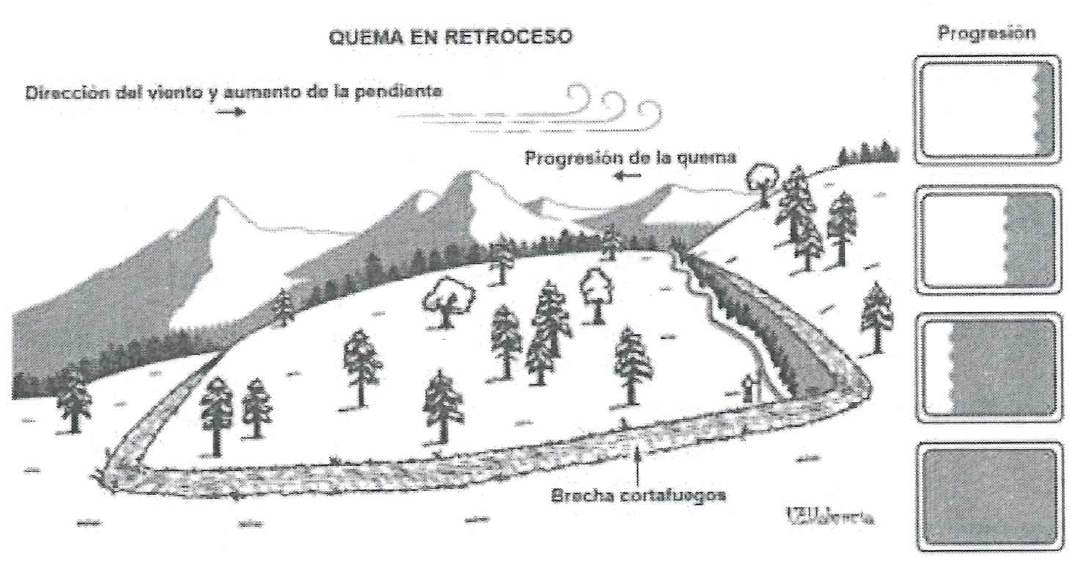 QUEMA EN RETROCESO
Progresión
Dirección del viento y aumento de la pendiente
Progresión de la quema
Brecha cortafuegos